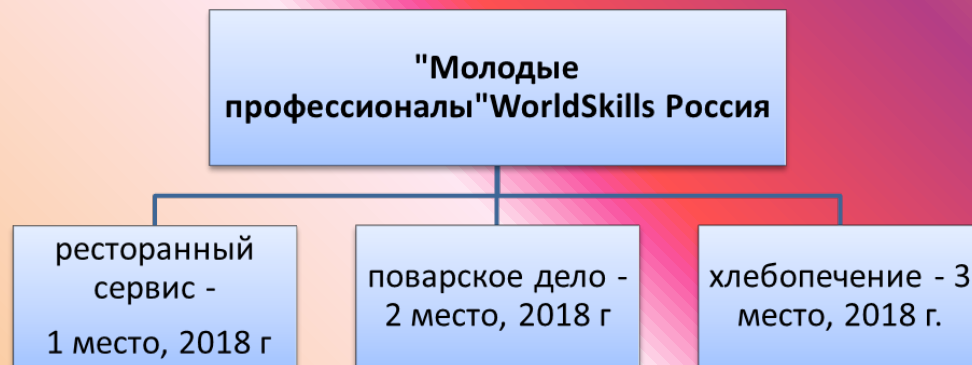 "Молодые
профессионалы"WorldSkills Россия
ресторанный
сервис -
1 место, 2018 г
поварское дело -
2 место, 2018 г
хлебопечение - 3
место, 2018 г.